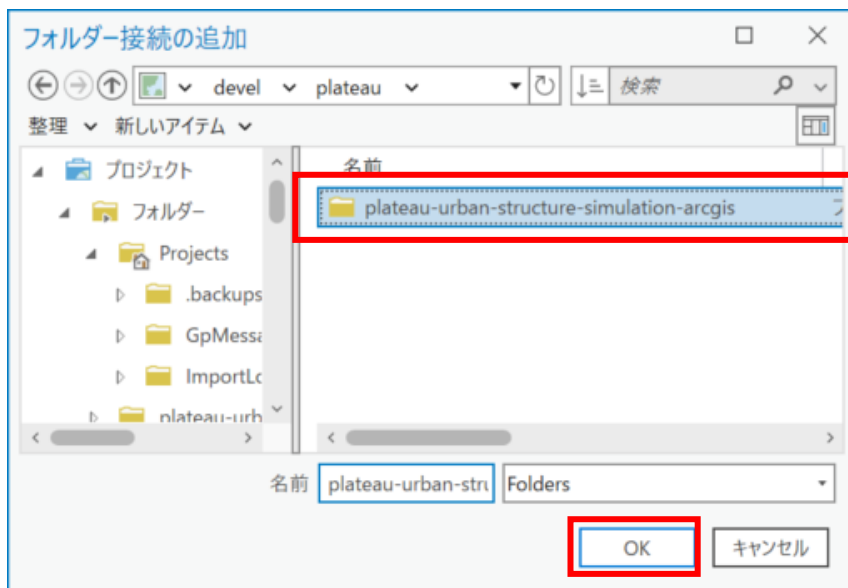 フォルダー接続の追加
devel plateau 検索
整理 新しいアイテム
プロジェクト
フォルダー
Projects
.backups
GpMessa
ImportLo
plateau-urb
名前
plateau-urban-structure-simulation-arcgis
名前 plateau-urban-stru Folders
OK キャンセル